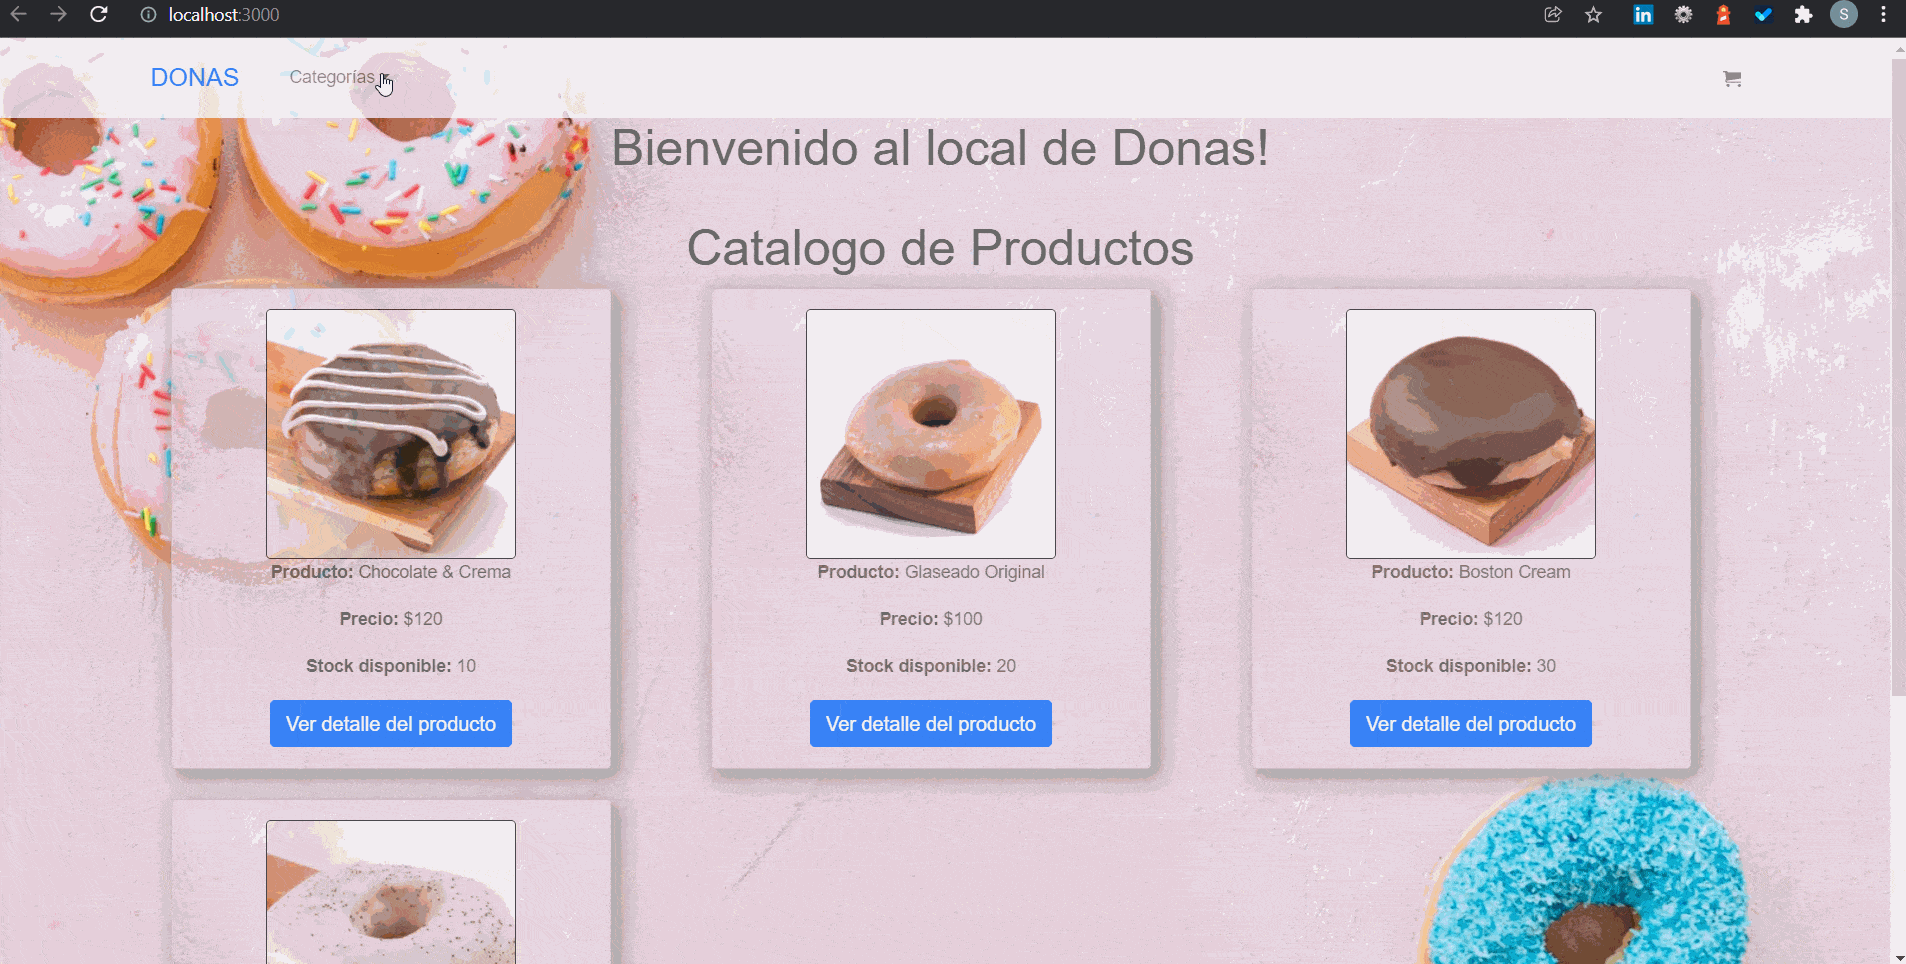 localhost:3000
in
S
DONAS
Categorías
Bienvenido al local de Donas!
Catalogo de Productos
Producto: Chocolate & Crema
Precio: $120
Stock disponible: 10
Ver detalle del producto
Producto: Glaseado Original
Precio: $100
Stock disponible: 20
Ver detalle del producto
Producto: Boston Cream
Precio: $120
Stock disponible: 30
Ver detalle del producto